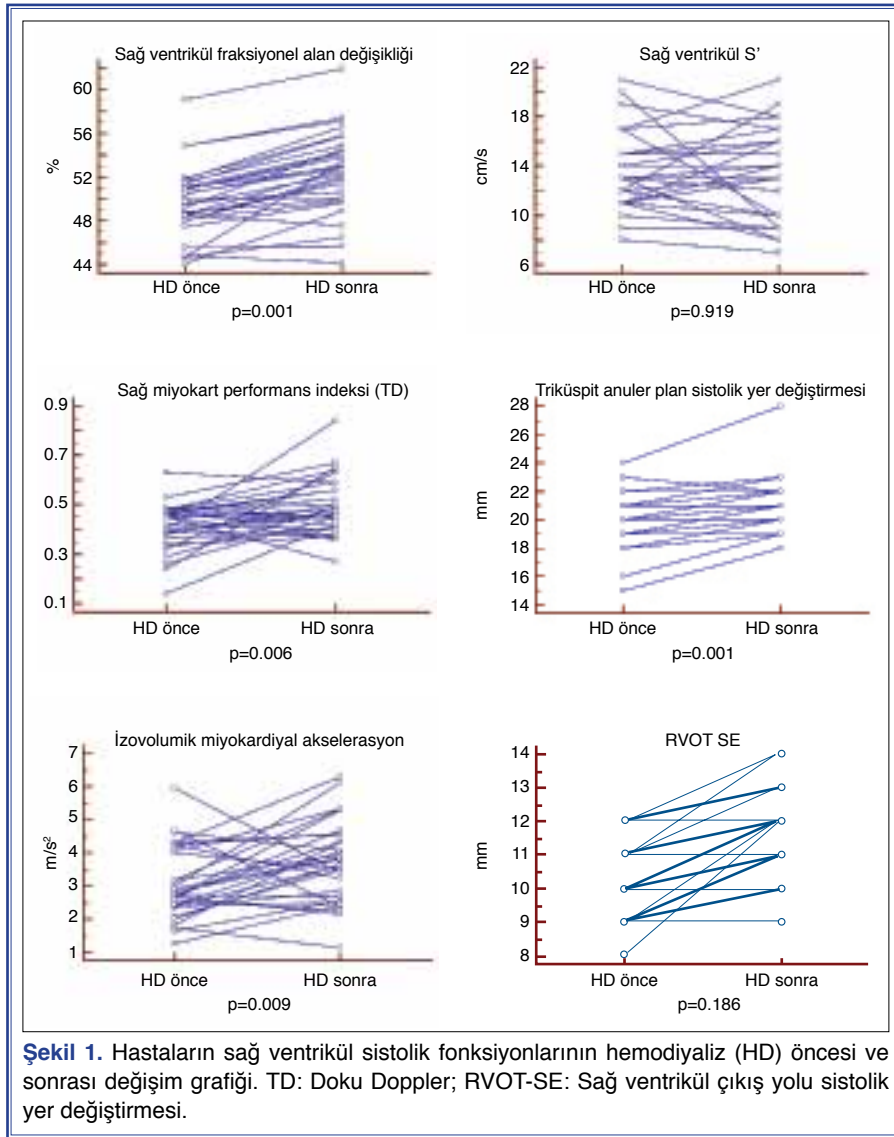 Sağ ventrikül fraksiyonel alan değişikliği
60
56
52
48
44
%
HD önce HD sonra
p=0.001
Sağ ventrikül S’
22
18
14
10
6
cm/s
HD önce HD sonra
p=0.919
Sağ miyokart performans indeksi (TD)
0.9
0.7
0.5
0.3
0.1
HD önce HD sonra
p=0.006
Triküspit anuler plan sistolik yer değiştirmesi
28
26
24
22
20
18
16
14
mm
HD önce HD sonra
p=0.001
İzovolumik miyokardiyal akselerasyon
7
6
5
4
3
2
1
m/s²
HD önce HD sonra
p=0.009
RVOT SE
14
13
12
11
10
9
8
mm
HD önce HD sonra
p=0.186
Şekil 1. Hastaların sağ ventrikül sistolik fonksiyonlarının hemodiyaliz (HD) öncesi ve
sonrası değişim grafiği. TD: Doku Doppler; RVOT-SE: Sağ ventrikül çıkış yolu sistolik
yer değiştirmesi.